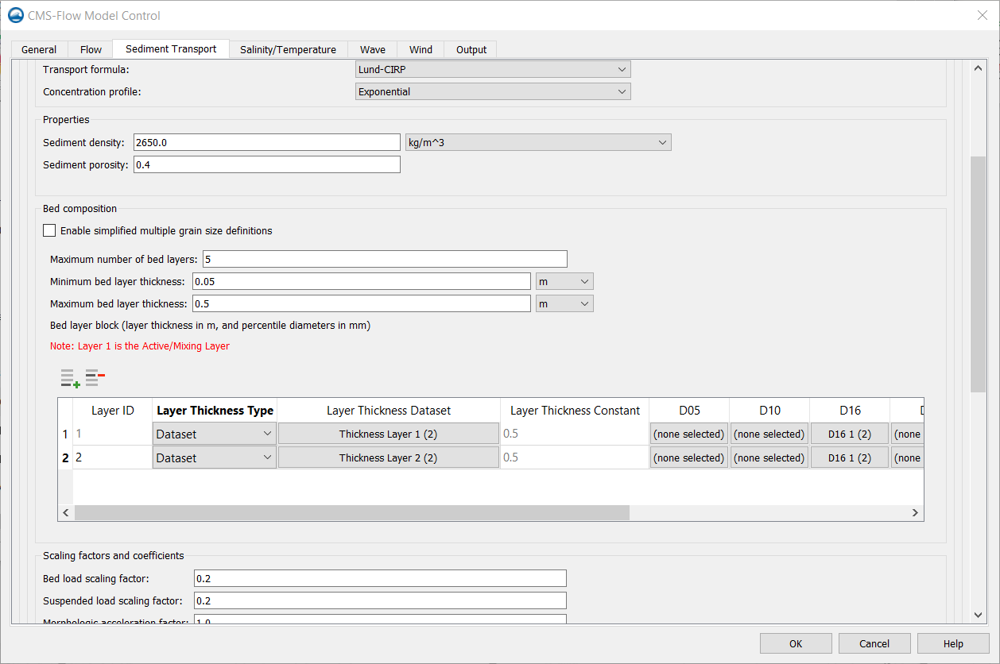 CMS-Flow Model Control
General Flow Sediment Transport Salinity/Temperature Wave Wind Output
Transport formula: Lund-CIRP
Concentration profile: Exponential
Properties
Sediment density: 2650.0 kg/m^3
Sediment porosity: 0.4
Bed composition
Enable simplified multiple grain size definitions
Maximum number of bed layers: 5
Minimum bed layer thickness: 0.05 m
Maximum bed layer thickness: 0.5 m
Bed layer block (layer thickness in m, and percentile diameters in mm)
Note: Layer 1 is the Active/Mixing Layer
Layer ID Layer Thickness Type Layer Thickness Dataset Layer Thickness Constant D05 D10 D16
1 1 Dataset Thickness Layer 1 (2) 0.5 (none selected) (none selected) D16 1 (2) (none
2 2 Dataset Thickness Layer 2 (2) 0.5 (none selected) (none selected) D16 1 (2) (none
Scaling factors and coefficients
Bed load scaling factor: 0.2
Suspended load scaling factor: 0.2
Morphologic acceleration factor: 1.0
OK Cancel Help